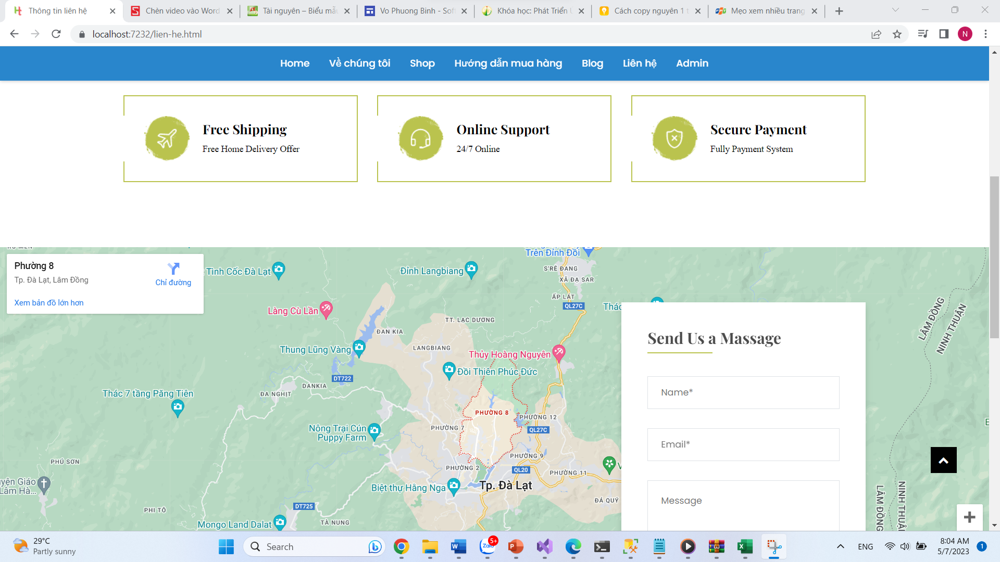 Thông tin liên hệ
Chèn video vào Word
Tài nguyên – Biểu mẫu
Vo Phuong Binh - Soft
Khóa học: Phát Triển
Cách copy nguyên 1
Mẹo xem nhiều trang
localhost:7232/lien-he.html
N
Home
Về chúng tôi
Shop
Hướng dẫn mua hàng
Blog
Liên hệ
Admin
Free Shipping
Free Home Delivery Offer
Online Support
24/7 Online
Secure Payment
Fully Payment System
Phường 8
Tp. Đà Lạt, Lâm Đồng
Chỉ đường
Xem bản đồ lớn hơn
Tình Cốc Đà Lạt
Đỉnh Langbiang
Trên Đỉnh Đồi
S'RÊ ĐANG
XÃ ĐẠ SAR
ẤP LÁT
QL27C
Thác
Làng Cù Lần
TT. LẠC DƯƠNG
ĐAN KIA
LANGBIANG
Thung Lũng Vàng
Thủy Hoàng Nguyên
Đồi Thiên Phúc Đức
DT722
DANKIA
ĐA NGHỊT
Thác 7 tầng Păng Tiên
PHƯỜNG 8
PHƯỜNG 12
PHƯỜNG 7
QL27C
Nông Trại Cún
Puppy Farm
PHƯỜNG 9
PHÚ SƠN
PHƯỜNG 2
QL20
PHƯỜNG 11
V
yện Giáo
Lâm Hà...
Biệt thự Hằng Nga
Tp. Đà Lạt
ĐÁ QUÝ
DT725
PHI TÔ
Mongo Land Dalat
TÀ NUNG
LÂM ĐỒNG
NINH THUẬN
LÂM ĐỒNG
NINH THUẬN
E
Send Us a Massage
Name*
Email*
Message
29°C
Partly sunny
Search
5+
Zalo
ENG
8:04 AM
5/7/2023
1